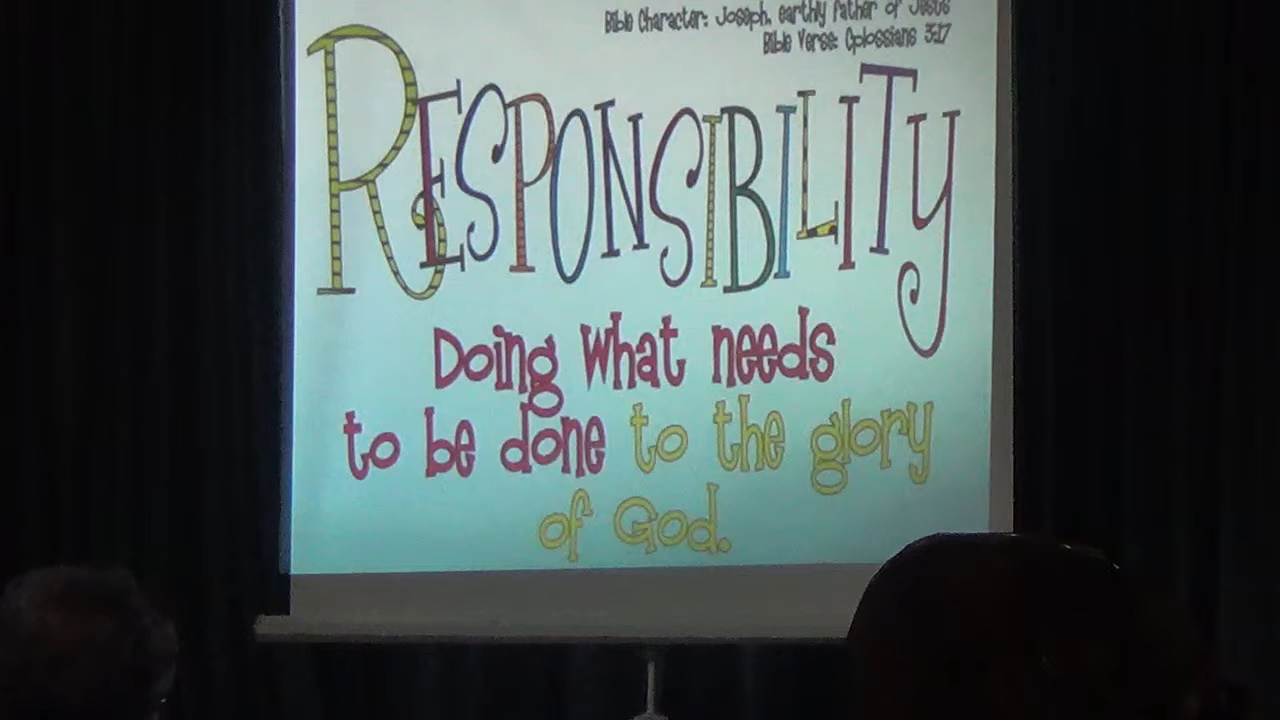 Bible Character: Joseph, earthly father of Jesus
Bible Verse: Colossians 3:17
RESPONSIBILITY
Doing what needs
to be done to the glory
of God.